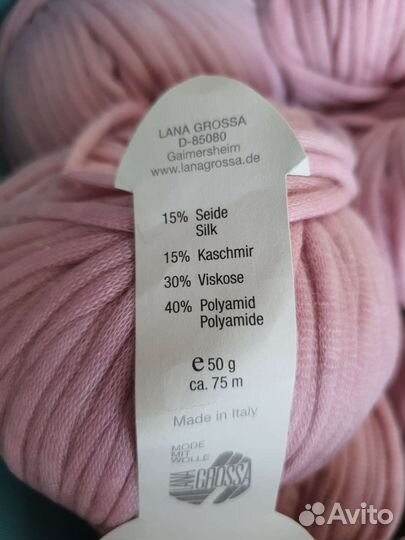 LANA GROSSA
D-85080
Gaimersheim
www.lanagrossa.de
15% Seide
Silk
15% Kaschmir
30% Viskose
40% Polyamid
Polyamide
e 50 g
ca. 75 m
Made in Italy
MODE
MIT
WOLLE
LANA
GROSSA
Avito